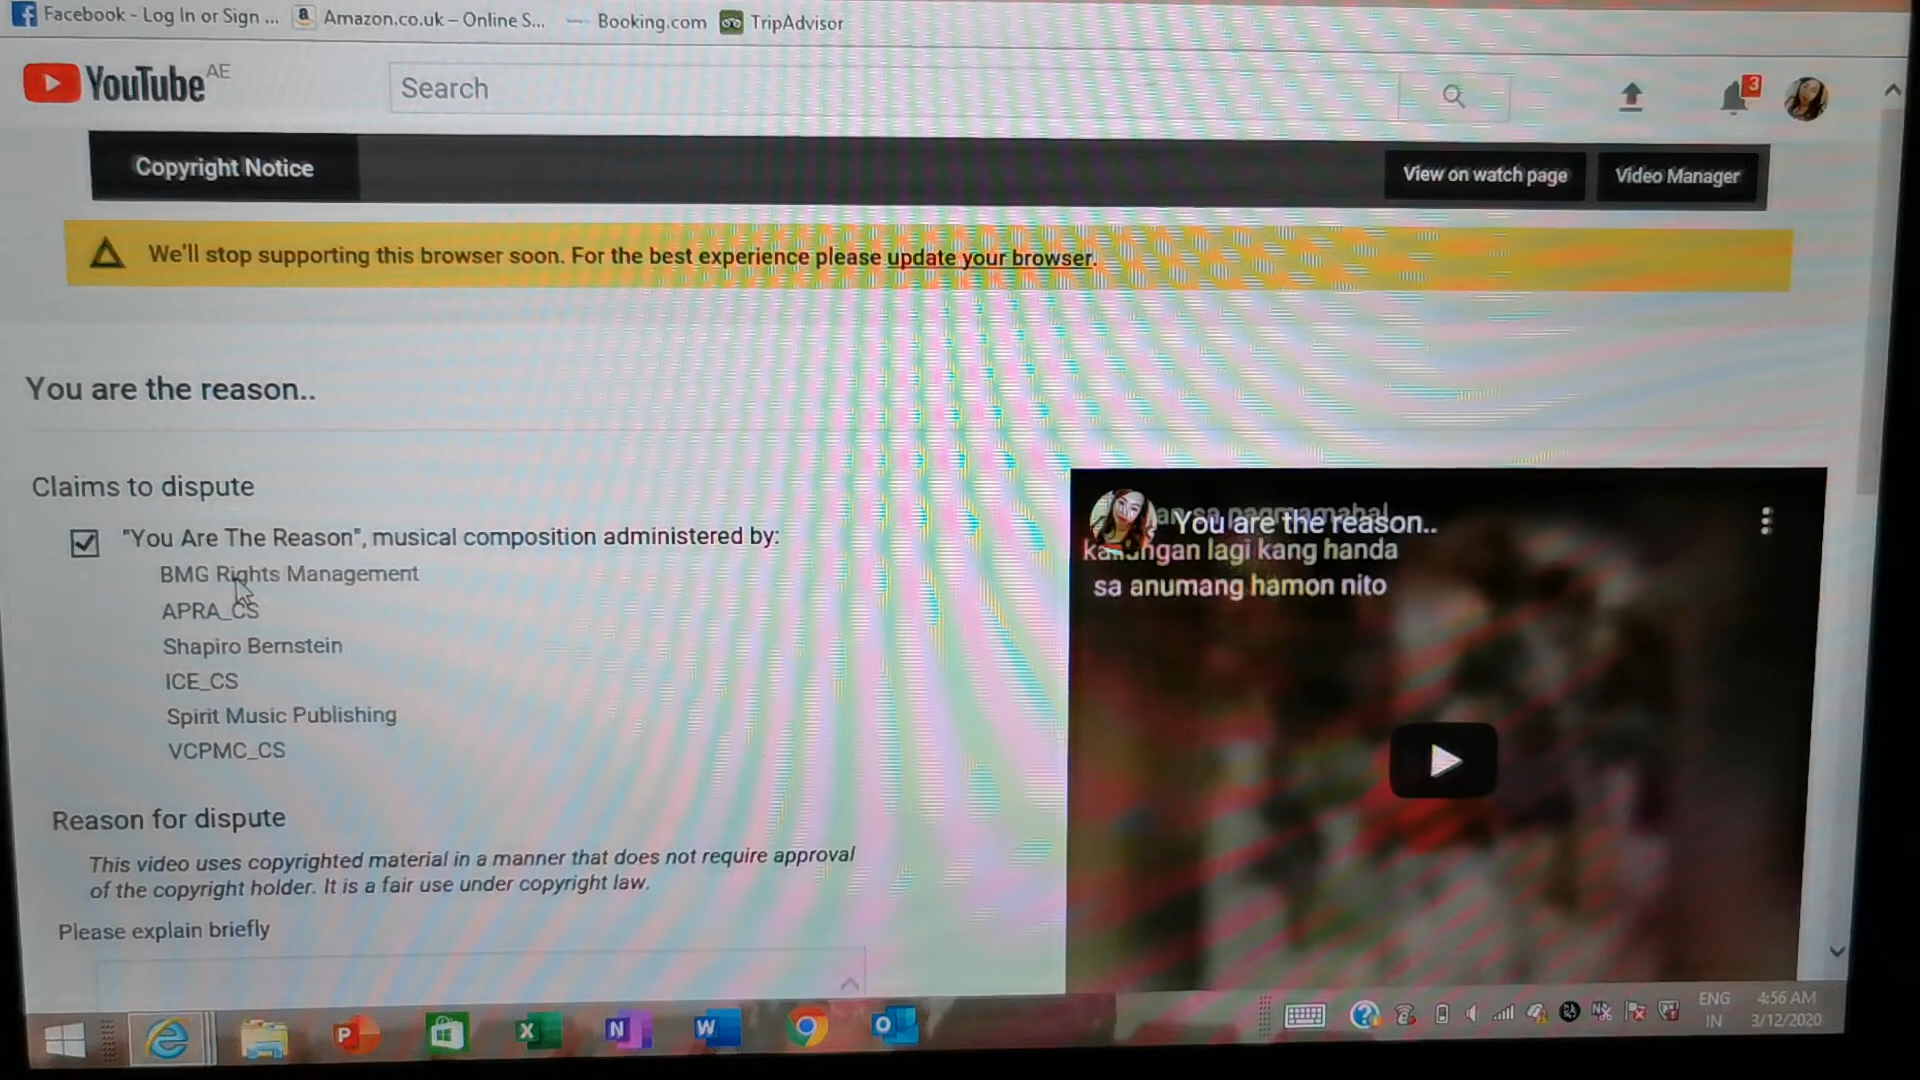 Facebook - Log In or Sign ...
Amazon.co.uk – Online S...
Booking.com
TripAdvisor
YouTube AE
Search
3
Copyright Notice
View on watch page
Video Manager
We'll stop supporting this browser soon. For the best experience please update your browser.
You are the reason..
Claims to dispute
"You Are The Reason", musical composition administered by:
BMG Rights Management
APRA_CS
Shapiro Bernstein
ICE_CS
Spirit Music Publishing
VCPMC_CS
Reason for dispute
This video uses copyrighted material in a manner that does not require approval
of the copyright holder. It is a fair use under copyright law.
Please explain briefly
an sa pagmamahal
You are the reason..
ngan lagi kang handa
sa anumang hamon nito
ENG
IN
4:56 AM
3/12/2020